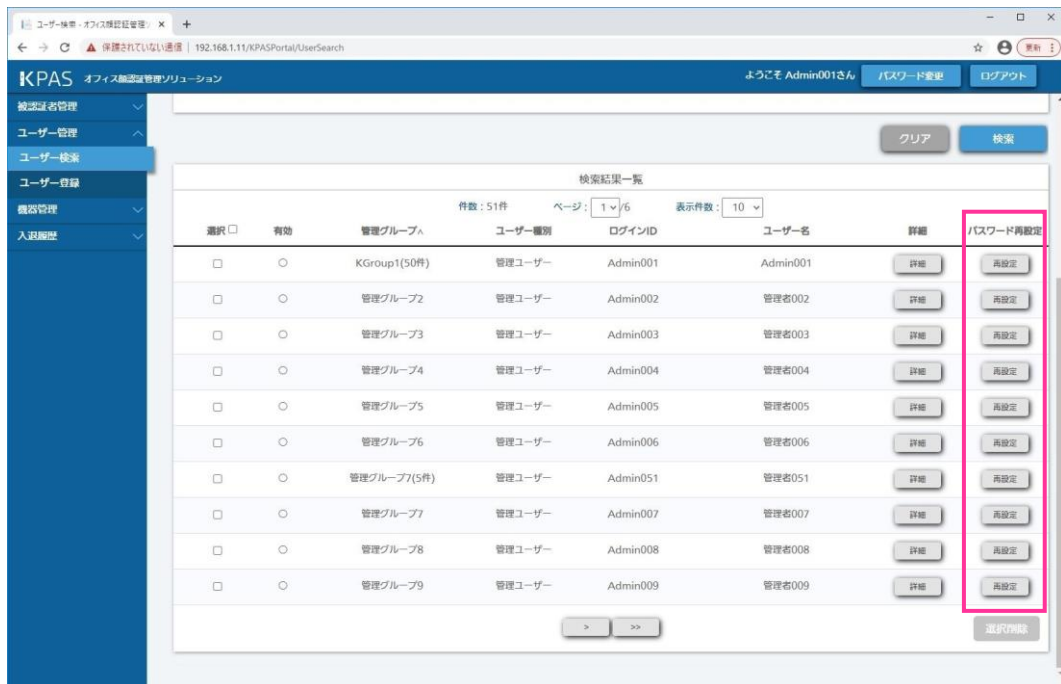 ユーザー検索 - オフィス顔認証管理ソ × +
保護されていない通信 | 192.168.1.11/KPASPortal/UserSearch 更新
KPAS オフィス顔認証管理ソリューション ようこそ Admin001さん パスワード変更 ログアウト
被認証者管理
ユーザー管理
ユーザー検索
ユーザー登録
機器管理
入退履歴
クリア 検索
検索結果一覧
件数：51件 ページ： 1 /6 表示件数： 10
選択 有効 管理グループ∧ ユーザー種別 ログインID ユーザー名 詳細 パスワード再設定
○ KGroup1(50件) 管理ユーザー Admin001 Admin001 詳細 再設定
○ 管理グループ2 管理ユーザー Admin002 管理者002 詳細 再設定
○ 管理グループ3 管理ユーザー Admin003 管理者003 詳細 再設定
○ 管理グループ4 管理ユーザー Admin004 管理者004 詳細 再設定
○ 管理グループ5 管理ユーザー Admin005 管理者005 詳細 再設定
○ 管理グループ6 管理ユーザー Admin006 管理者006 詳細 再設定
○ 管理グループ7(5件) 管理ユーザー Admin051 管理者051 詳細 再設定
○ 管理グループ7 管理ユーザー Admin007 管理者007 詳細 再設定
○ 管理グループ8 管理ユーザー Admin008 管理者008 詳細 再設定
○ 管理グループ9 管理ユーザー Admin009 管理者009 詳細 再設定
> >> 選択削除